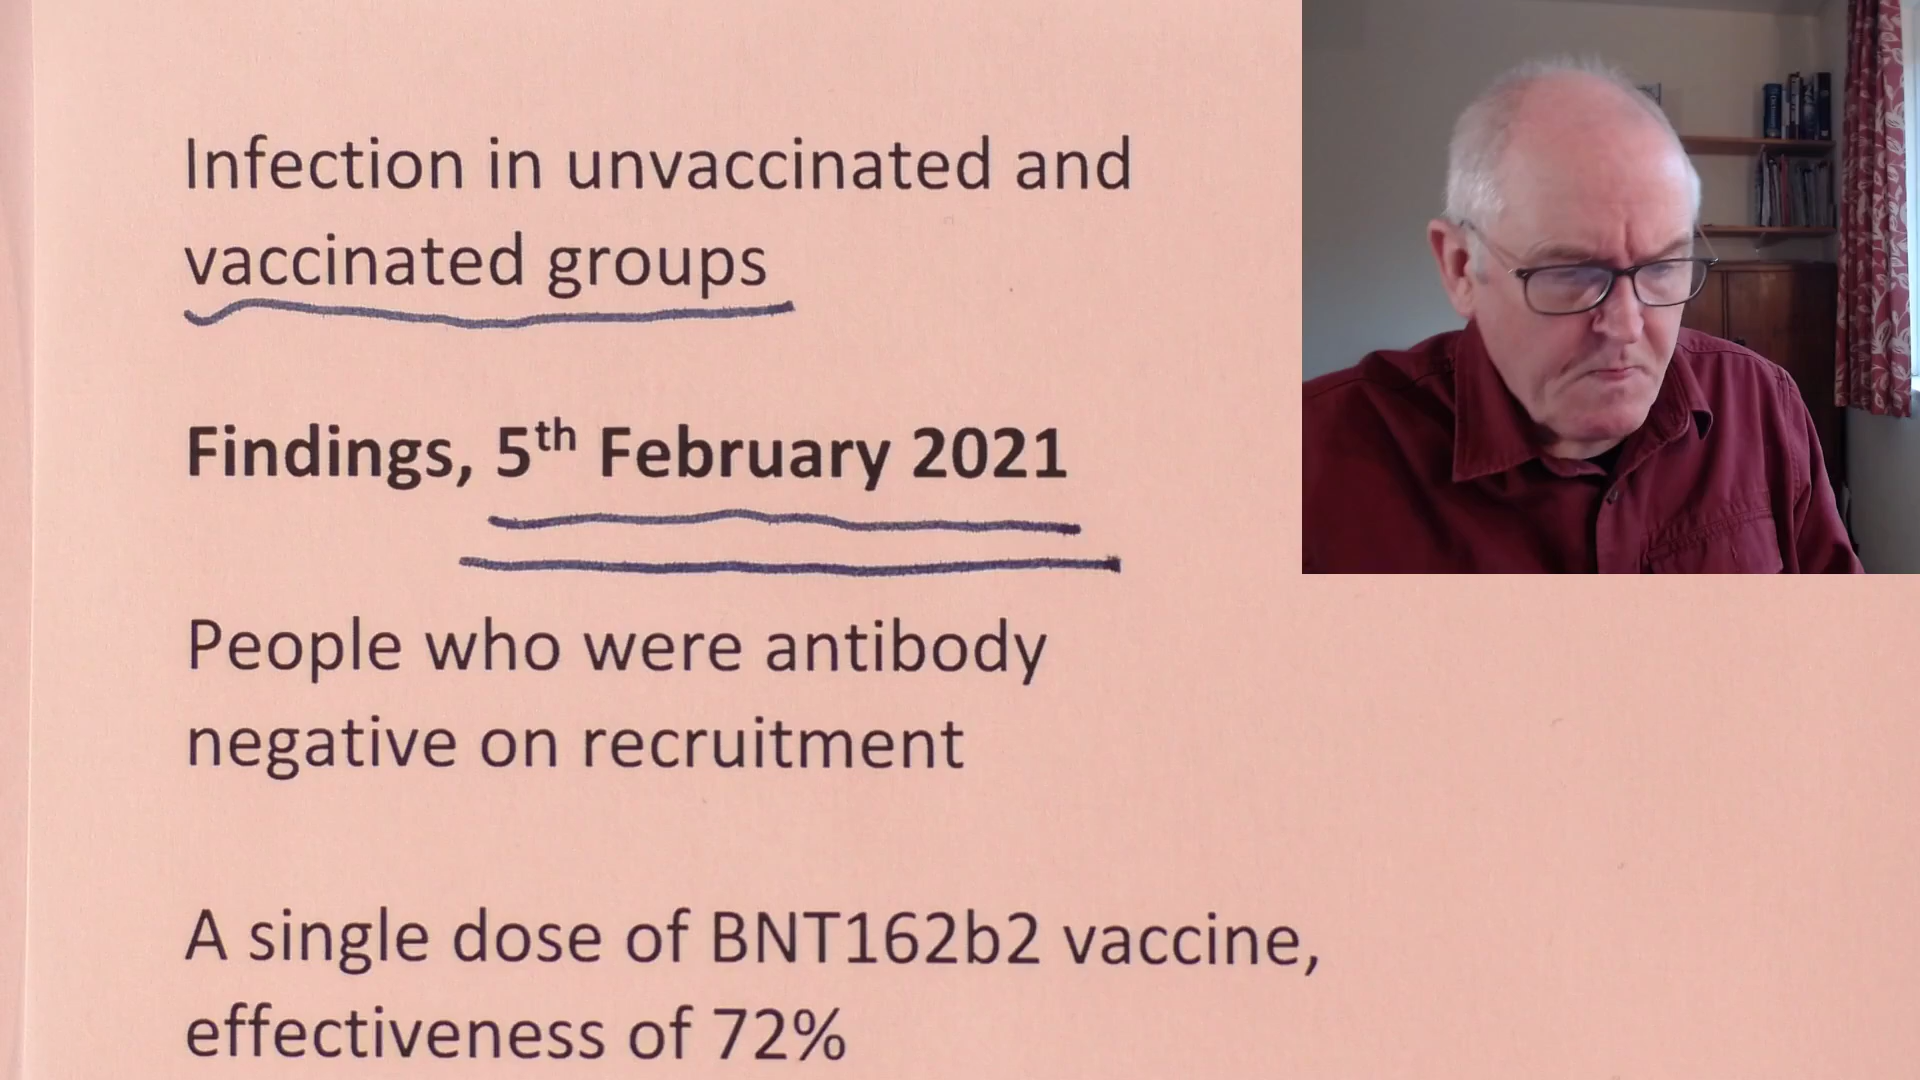 Infection in unvaccinated and
vaccinated groups
Findings, 5th February 2021
People who were antibody
negative on recruitment
A single dose of BNT162b2 vaccine,
effectiveness of 72%